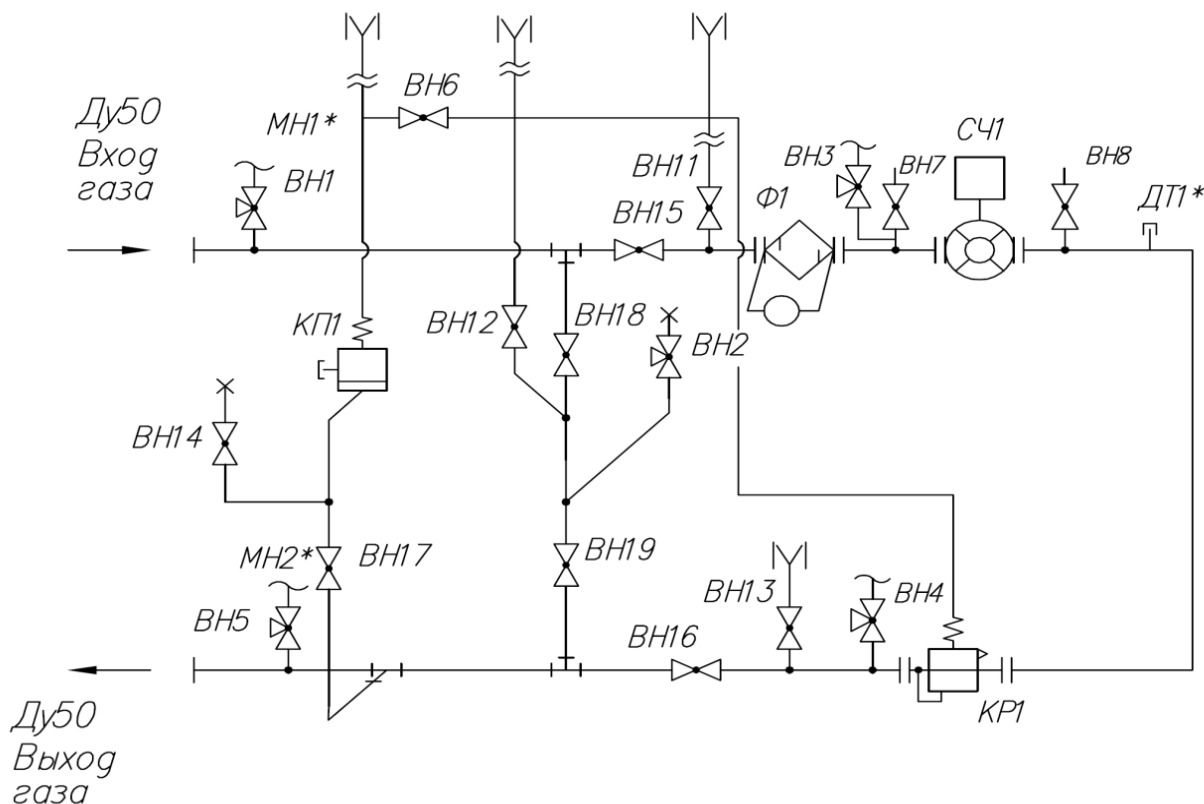 Ду50
Вход
газа
МН1*
ВН6
ВН1
ВН11
ВН15
Ф1
ВН3
ВН7
СЧ1
ВН8
ДТ1*
КП1
ВН12
ВН18
ВН2
ВН14
МН2*
ВН17
ВН19
ВН5
ВН16
ВН13
ВН4
КР1
Ду50
Выход
газа